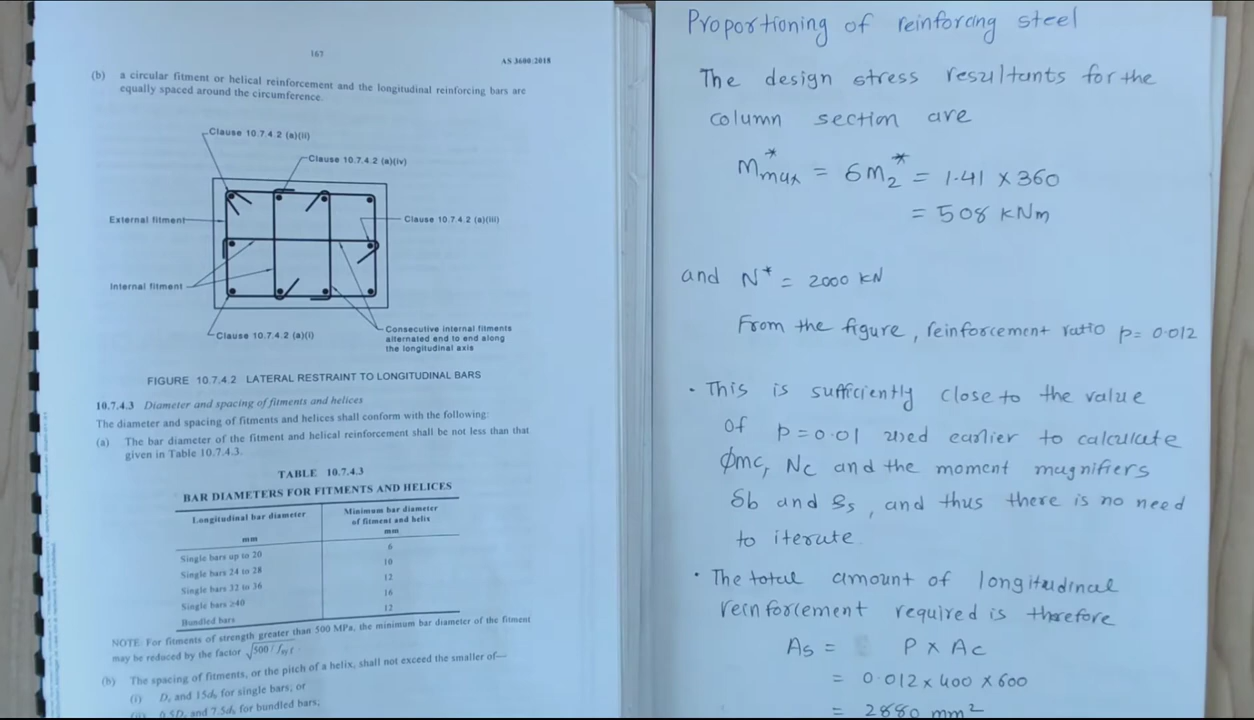 167
AS 3600:2018
(b) a circular fitment or helical reinforcement and the longitudinal reinforcing bars are
equally spaced around the circumference.
Clause 10.7.4.2 (a)(ii)
Clause 10.7.4.2 (a)(iv)
External fitment
Clause 10.7.4.2 (a)(iii)
Internal fitment
Clause 10.7.4.2 (a)(i)
Consecutive internal fitments
alternated end to end along
the longitudinal axis
FIGURE 10.7.4.2 LATERAL RESTRAINT TO LONGITUDINAL BARS
10.7.4.3 Diameter and spacing of fitments and helices
The diameter and spacing of fitments and helices shall conform with the following:
(a) The bar diameter of the fitment and helical reinforcement shall be not less than that
given in Table 10.7.4.3.
TABLE 10.7.4.3
BAR DIAMETERS FOR FITMENTS AND HELICES
Longitudinal bar diameter
mm
Minimum bar diameter
of fitment and helix
mm
Single bars up to 20 6
Single bars 24 to 28 10
Single bars 32 to 36 12
Single bars ≥40 16
Bundled bars 12
NOTE: For fitments of strength greater than 500 MPa, the minimum bar diameter of the fitment
may be reduced by the factor √500 / fsy.f
(b) The spacing of fitments, or the pitch of a helix, shall not exceed the smaller of—
(i) Dc and 15db for single bars; or
(ii) 0.5Dc and 7.5db for bundled bars,
Proportioning of reinforcing steel
The design stress resultants for the
column section are
M*max = δM2* = 1.41 × 360
= 508 kNm
and N* = 2000 kN
From the figure, reinforcement ratio p = 0.012
• This is sufficiently close to the value
of p = 0.01 used earlier to calculate
ϕmc, Nc and the moment magnifiers
δb and δs, and thus there is no need
to iterate.
• The total amount of longitudinal
reinforcement required is therefore
As = P × Ac
= 0.012 × 400 × 600
= 2880 mm²